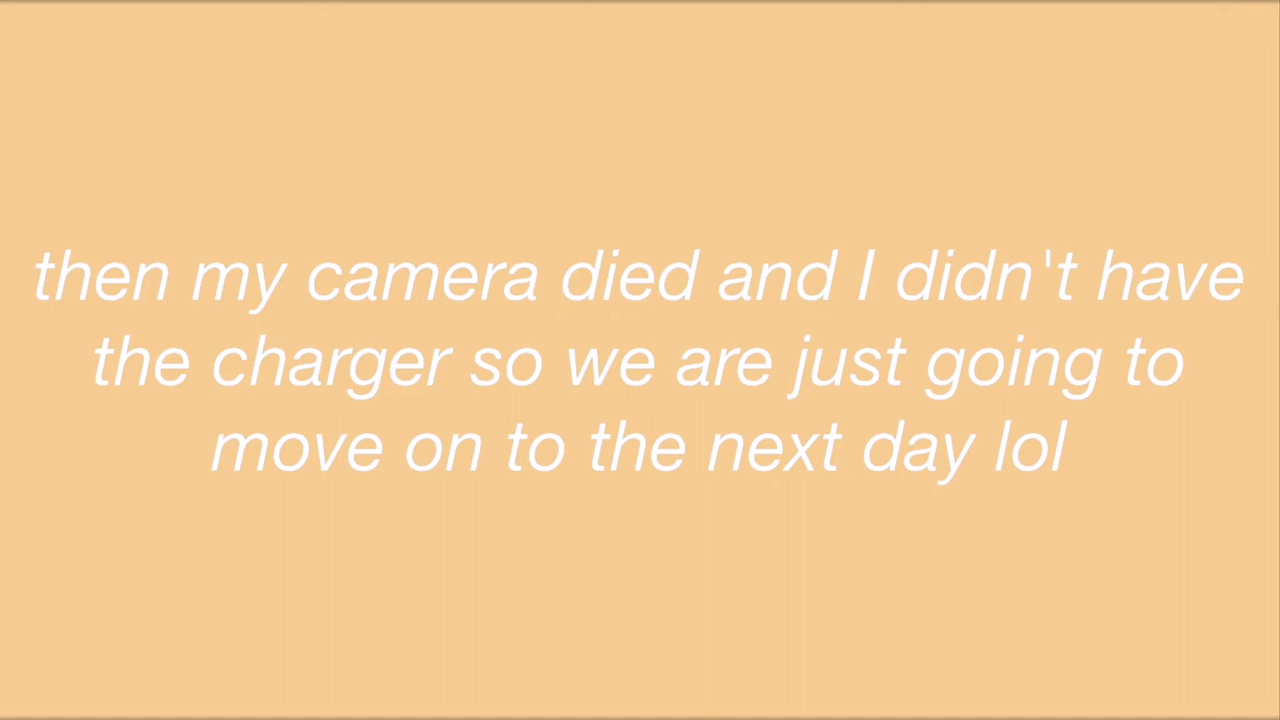 then my camera died and I didn't have
the charger so we are just going to
move on to the next day lol